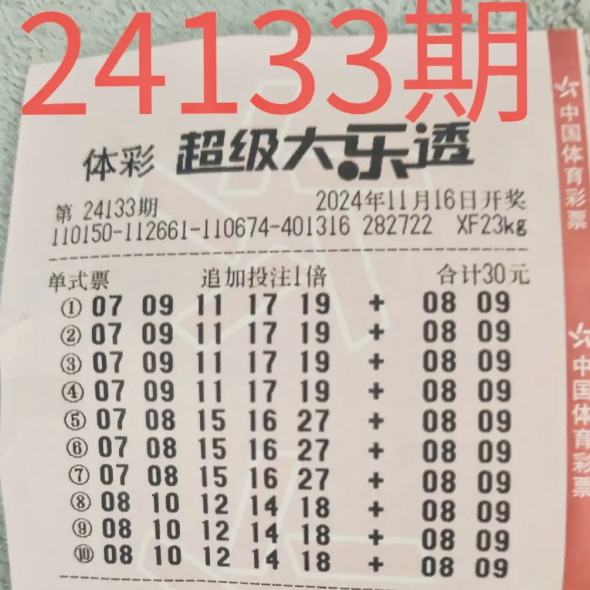 24133期
体彩 超级大乐透
第 24133期 2024年11月16日开奖
110150-112661-110674-401316 282722 XF23kg
单式票 追加投注1倍 合计30元
① 07 09 11 17 19 + 08 09
② 07 09 11 17 19 + 08 09
③ 07 09 11 17 19 + 08 09
④ 07 09 11 17 19 + 08 09
⑤ 07 08 15 16 27 + 08 09
⑥ 07 08 15 16 27 + 08 09
⑦ 07 08 15 16 27 + 08 09
⑧ 08 10 12 14 18 + 08 09
⑨ 08 10 12 14 18 + 08 09
⑩ 08 10 12 14 18 + 08 09
中国体育彩票
中国体育彩票